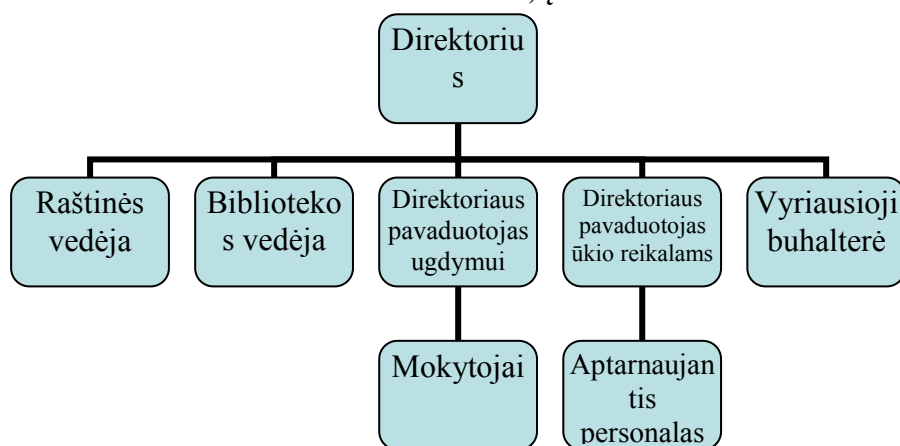 Direktoriu
s
Raštinės
vedėja
Biblioteko
s vedėja
Direktoriaus
pavaduotojas
ugdymui
Direktoriaus
pavaduotojas
ūkio reikalams
Vyriausioji
buhalterė
Mokytojai
Aptarnaujan
tis
personalas